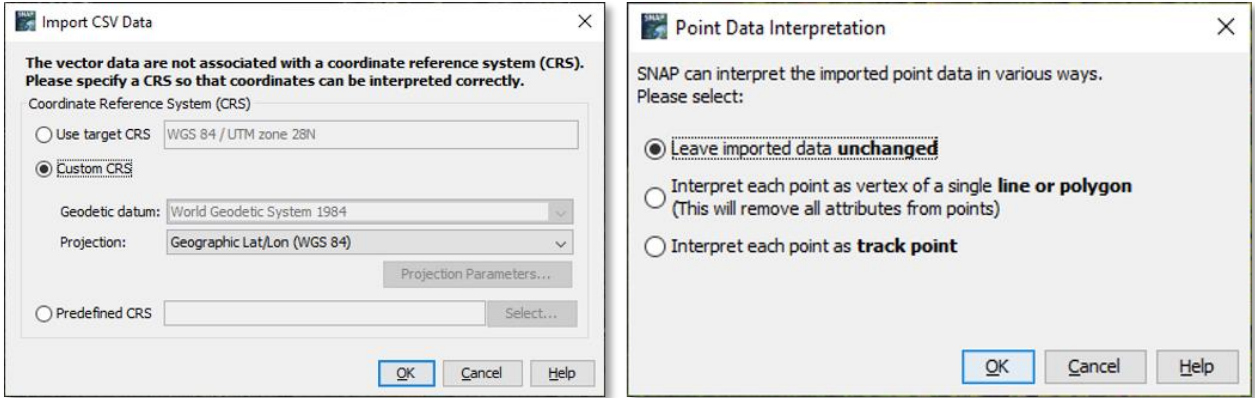 Import CSV Data
The vector data are not associated with a coordinate reference system (CRS).
Please specify a CRS so that coordinates can be interpreted correctly.
Coordinate Reference System (CRS)
Use target CRS WGS 84 / UTM zone 28N
Custom CRS
Geodetic datum: World Geodetic System 1984
Projection: Geographic Lat/Lon (WGS 84)
Projection Parameters...
Predefined CRS Select...
OK Cancel Help
SNAP
Point Data Interpretation
SNAP can interpret the imported point data in various ways.
Please select:
Leave imported data unchanged
Interpret each point as vertex of a single line or polygon
(This will remove all attributes from points)
Interpret each point as track point
OK Cancel Help